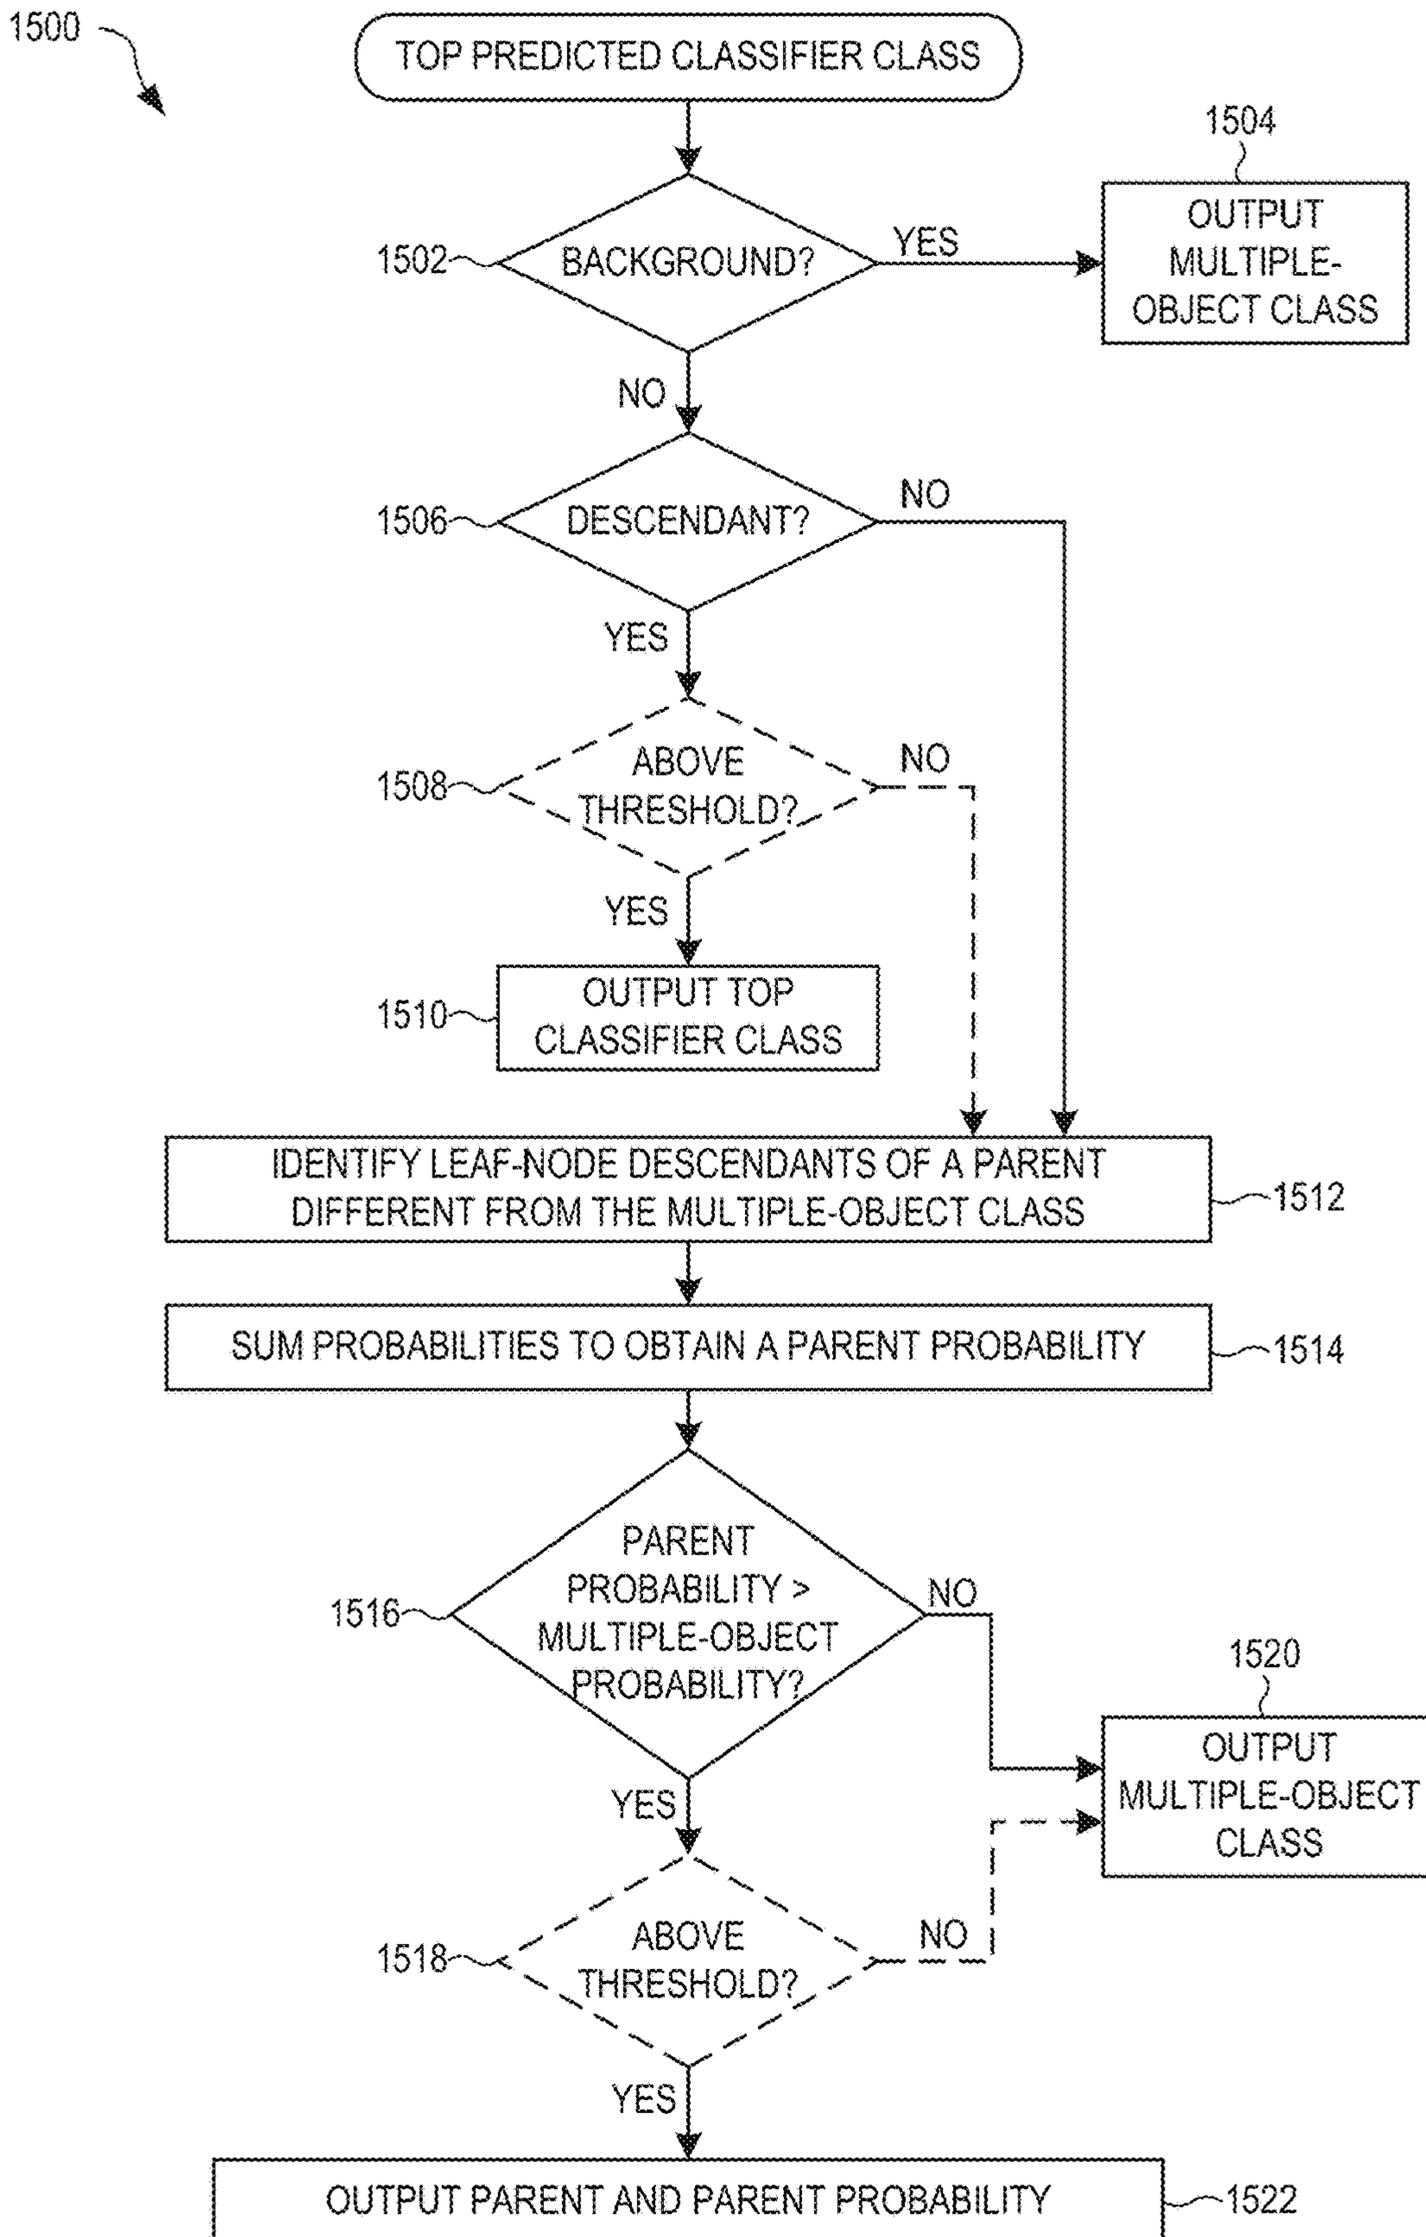 1500
TOP PREDICTED CLASSIFIER CLASS
1504
OUTPUT
MULTIPLE-
OBJECT CLASS
1502
BACKGROUND?
YES
NO
1506
DESCENDANT?
NO
YES
1508
ABOVE
THRESHOLD?
NO
YES
1510
OUTPUT TOP
CLASSIFIER CLASS
IDENTIFY LEAF-NODE DESCENDANTS OF A PARENT
DIFFERENT FROM THE MULTIPLE-OBJECT CLASS
1512
SUM PROBABILITIES TO OBTAIN A PARENT PROBABILITY
1514
1516
PARENT
PROBABILITY >
MULTIPLE-OBJECT
PROBABILITY?
NO
YES
1520
OUTPUT
MULTIPLE-OBJECT
CLASS
1518
ABOVE
THRESHOLD?
NO
YES
OUTPUT PARENT AND PARENT PROBABILITY
1522